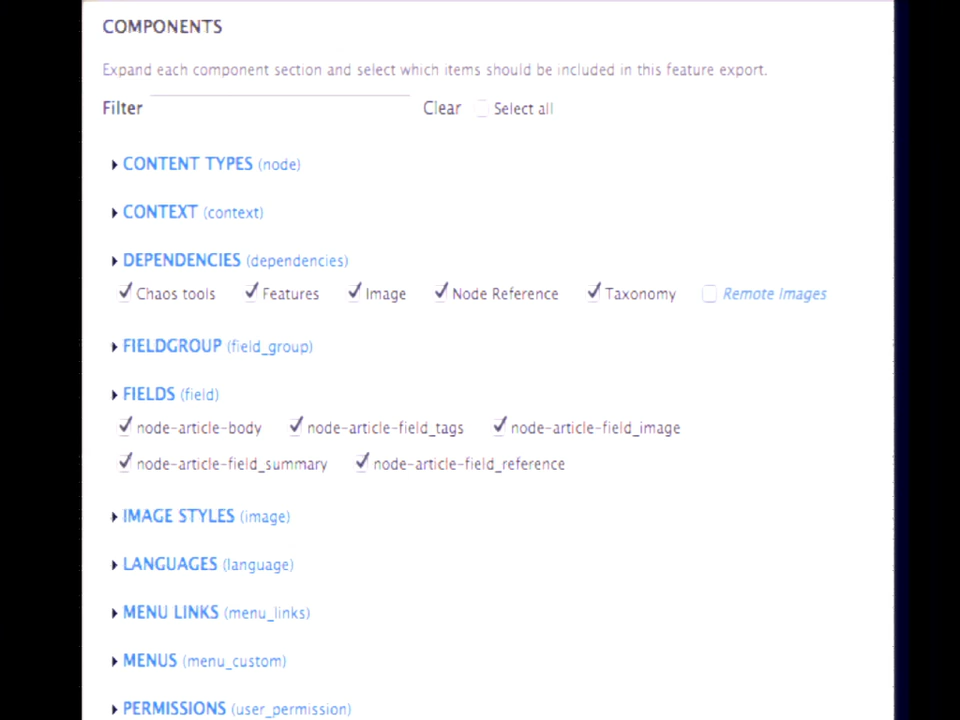 COMPONENTS
Expand each component section and select which items should be included in this feature export.
Filter Clear Select all
CONTENT TYPES (node)
CONTEXT (context)
DEPENDENCIES (dependencies)
Chaos tools Features Image Node Reference Taxonomy Remote Images
FIELDGROUP (field_group)
FIELDS (field)
node-article-body node-article-field_tags node-article-field_image
node-article-field_summary node-article-field_reference
IMAGE STYLES (image)
LANGUAGES (language)
MENU LINKS (menu_links)
MENUS (menu_custom)
PERMISSIONS (user_permission)